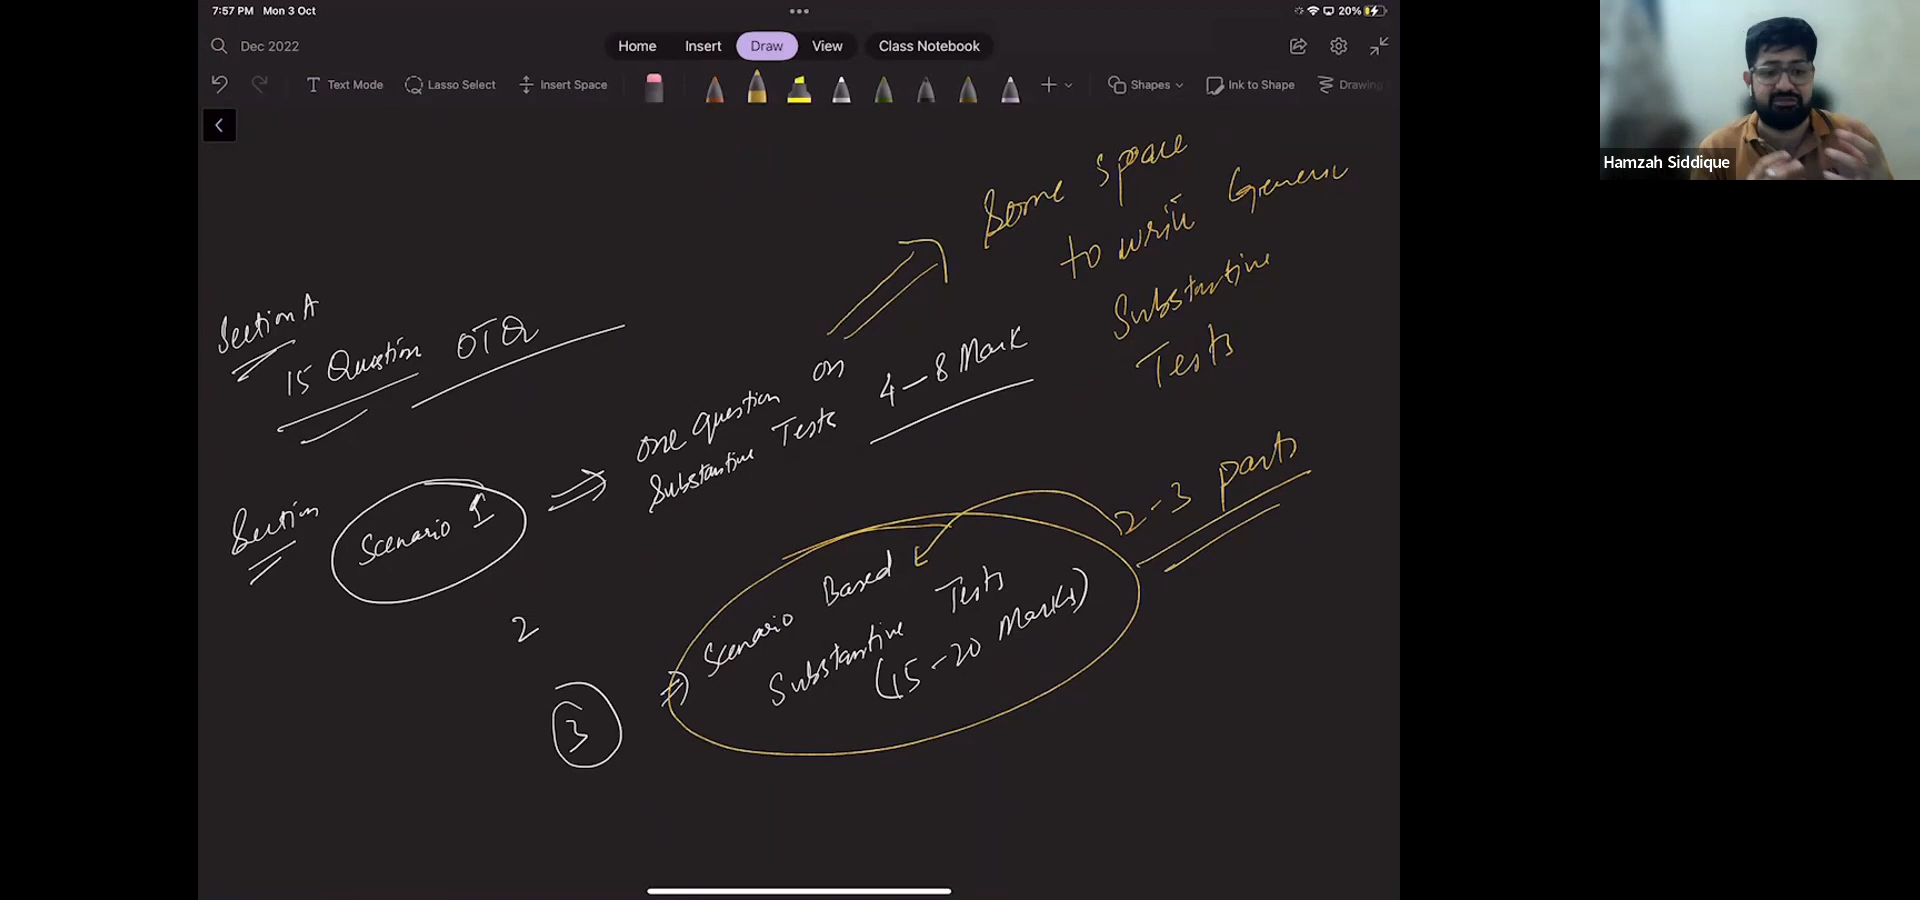 7:57 PM Mon 3 Oct
20%
Dec 2022
Home Insert Draw View Class Notebook
Text Mode Lasso Select Insert Space Shapes Ink to Shape Drawing
Hamzah Siddique
Some space
to write Generic
Substantive
Tests
Section A
15 Question OTQ
one question on
Substantive Tests 4-8 Mark
Section
Scenario 1
2-3 parts
2
Scenario Based
Substantive Tests
(15-20 Marks)
3